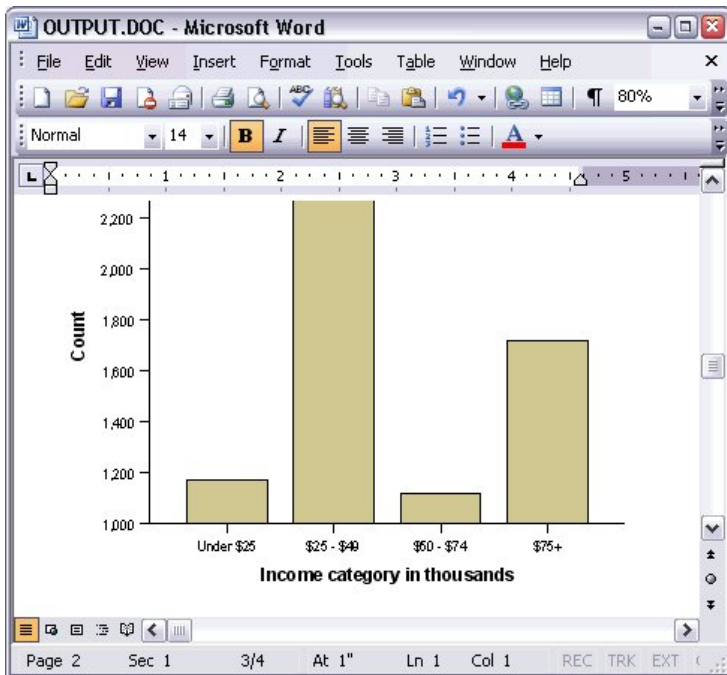 OUTPUT.DOC - Microsoft Word
File Edit View Insert Format Tools Table Window Help
ABC ¶ 80%
Normal 14 B I A
L 1 2 3 4 5
2,200
2,000
1,800
1,600
1,400
1,200
1,000
Count
Under $25 $25 - $49 $50 - $74 $75+
Income category in thousands
Page 2 Sec 1 3/4 At 1" Ln 1 Col 1 REC TRK EXT